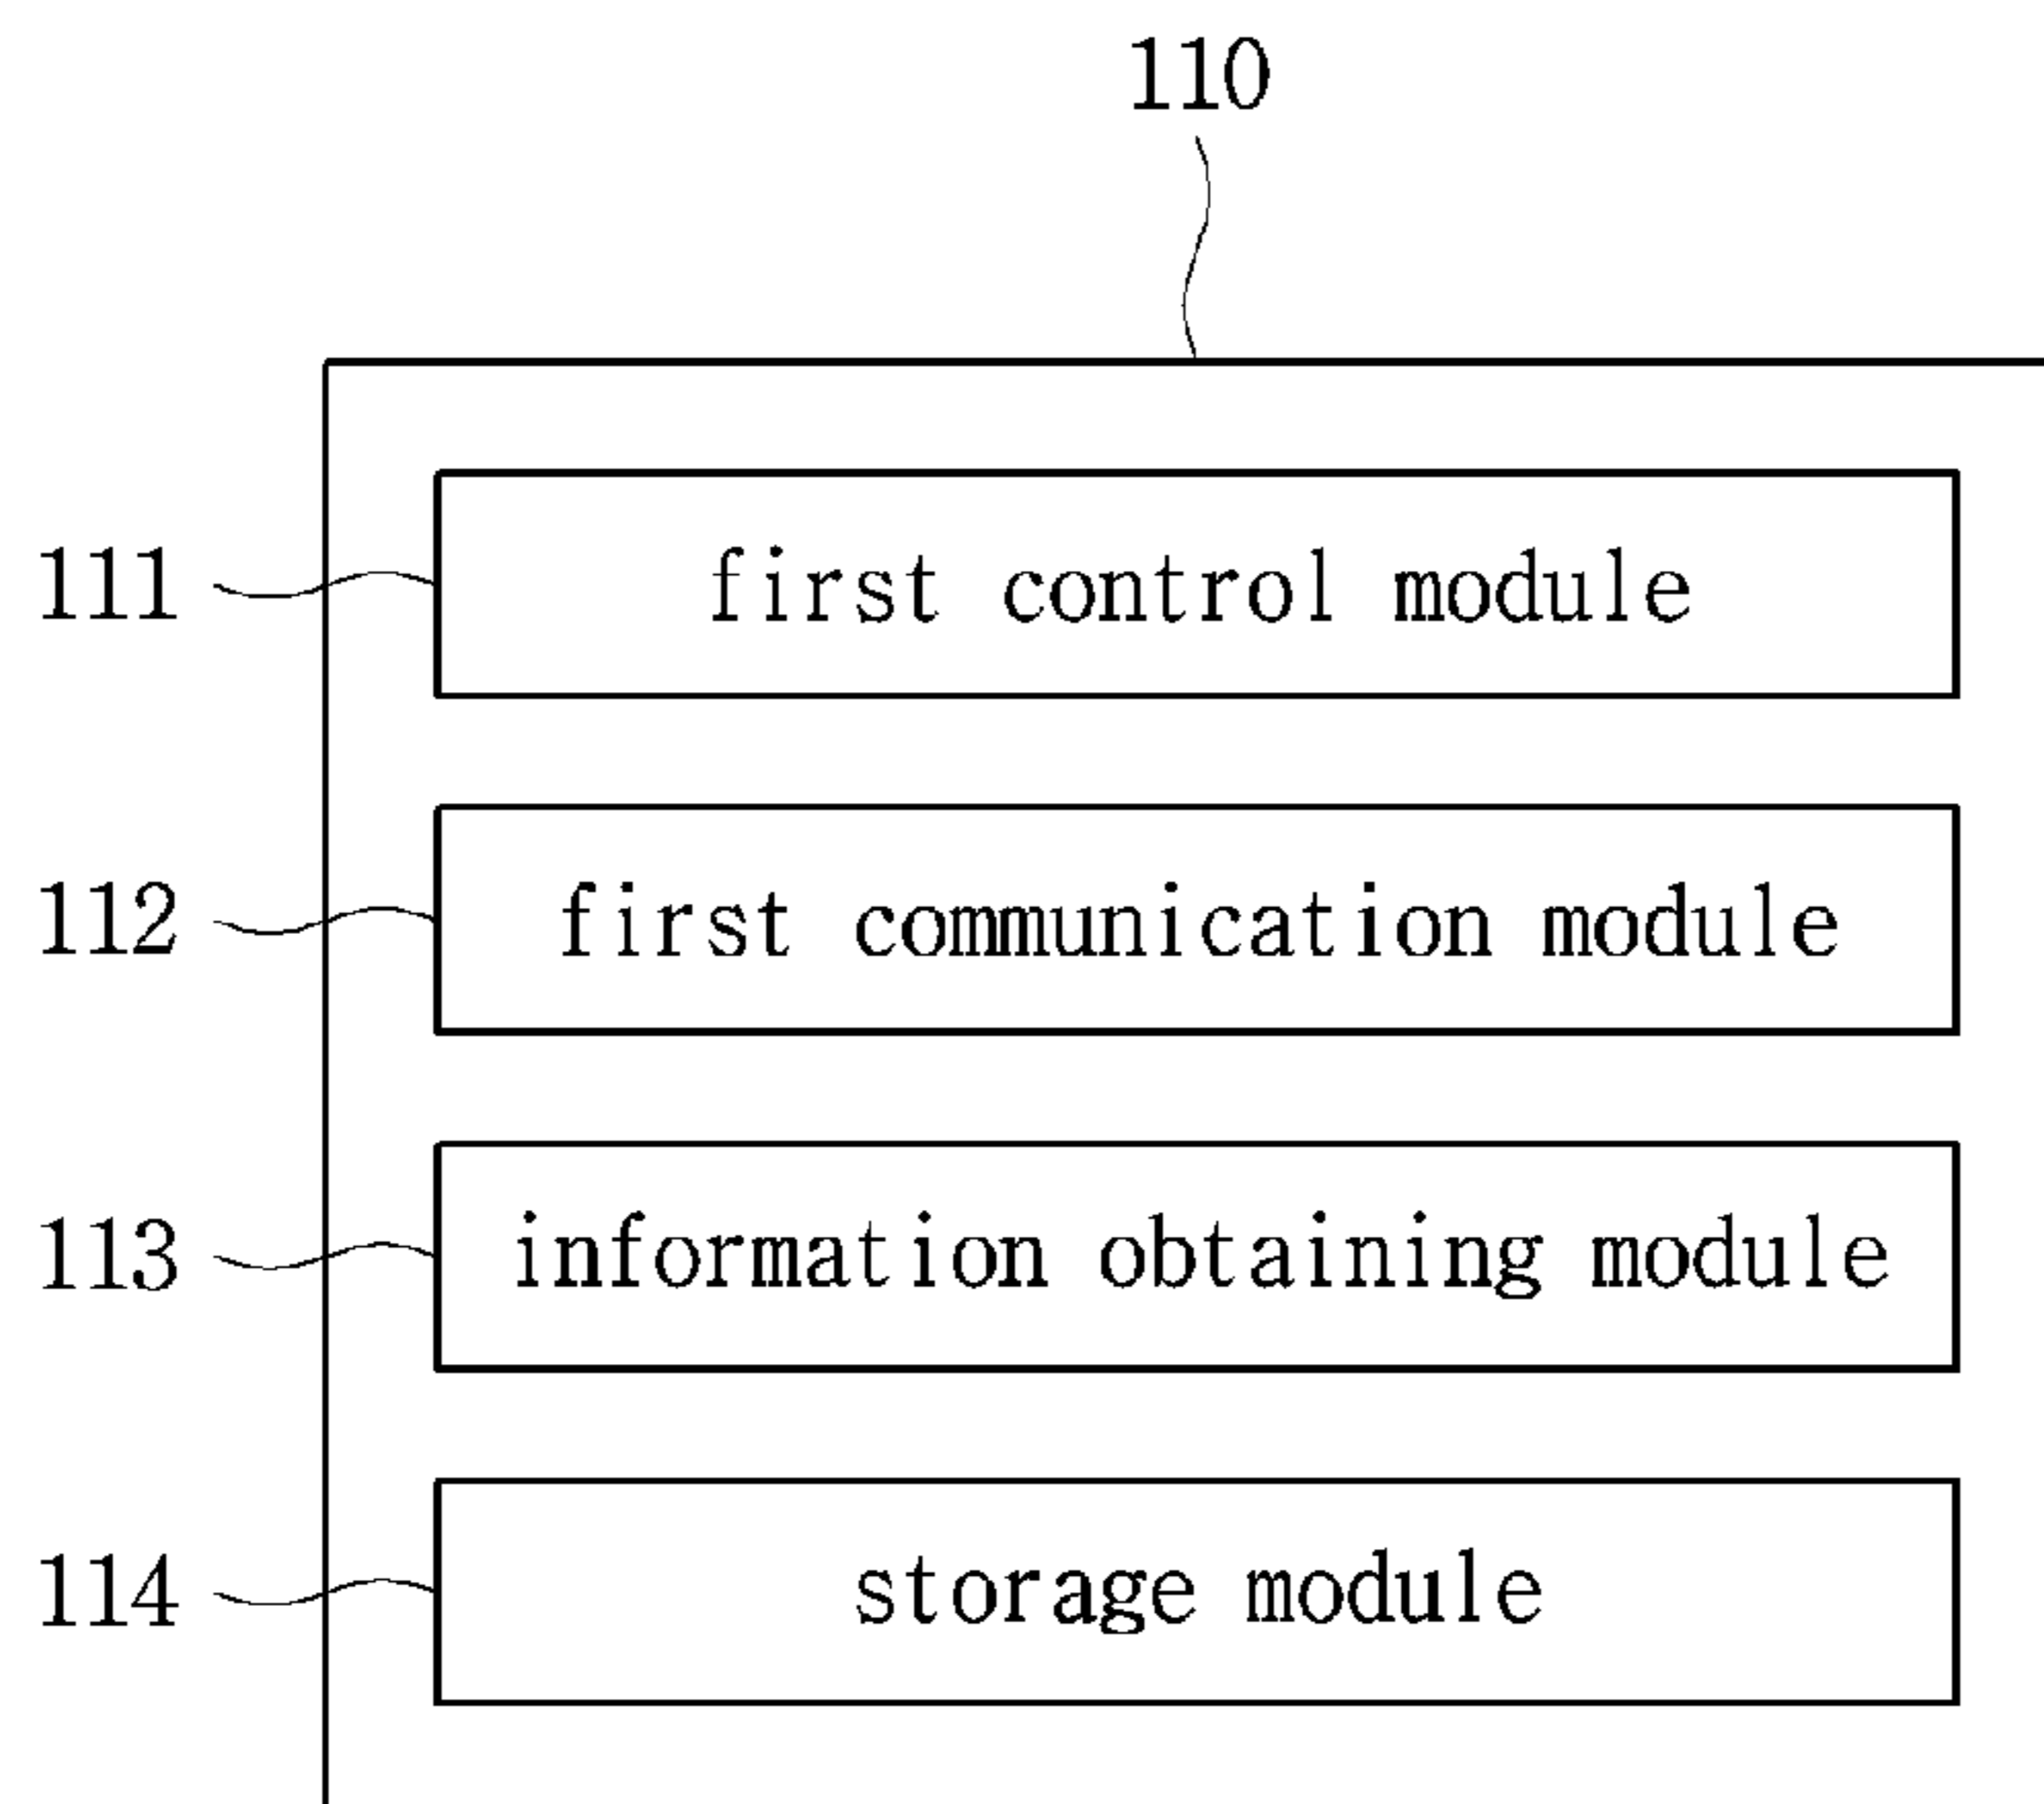 110
111 first control module
112 first communication module
113 information obtaining module
114 storage module